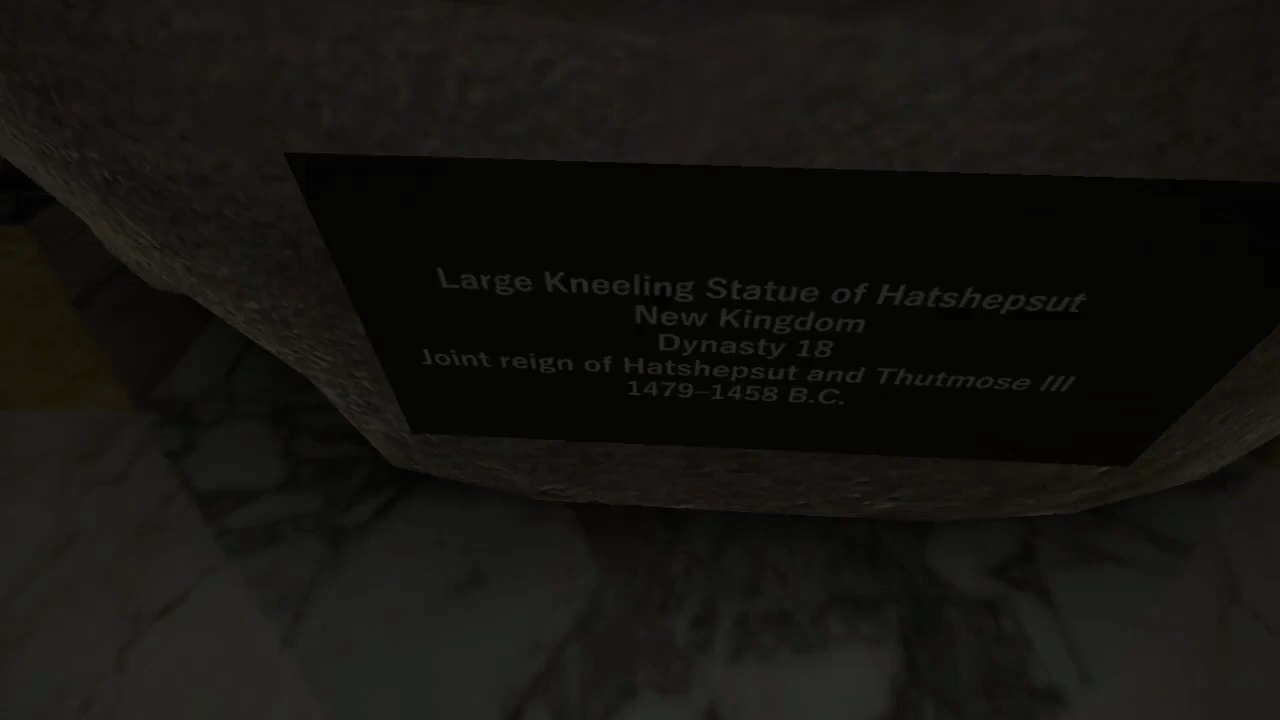 Large Kneeling Statue of Hatshepsut
New Kingdom
Dynasty 18
Joint reign of Hatshepsut and Thutmose III
1479–1458 B.C.